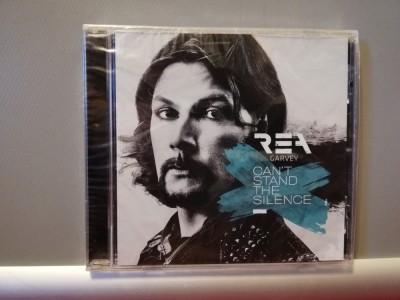 REA
GARVEY
CAN'T
STAND
THE
SILENCE